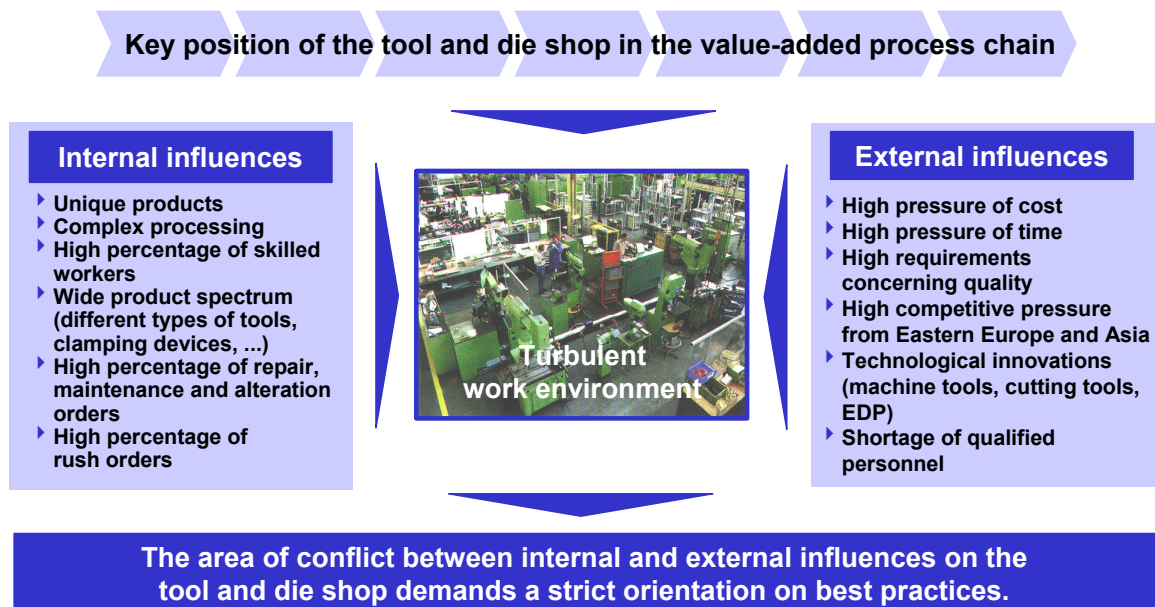 Key position of the tool and die shop in the value-added process chain
Internal influences
Unique products
Complex processing
High percentage of skilled
workers
Wide product spectrum
(different types of tools,
clamping devices, ...)
High percentage of repair,
maintenance and alteration
orders
High percentage of
rush orders
Turbulent
work environment
External influences
High pressure of cost
High pressure of time
High requirements
concerning quality
High competitive pressure
from Eastern Europe and Asia
Technological innovations
(machine tools, cutting tools,
EDP)
Shortage of qualified
personnel
The area of conflict between internal and external influences on the
tool and die shop demands a strict orientation on best practices.